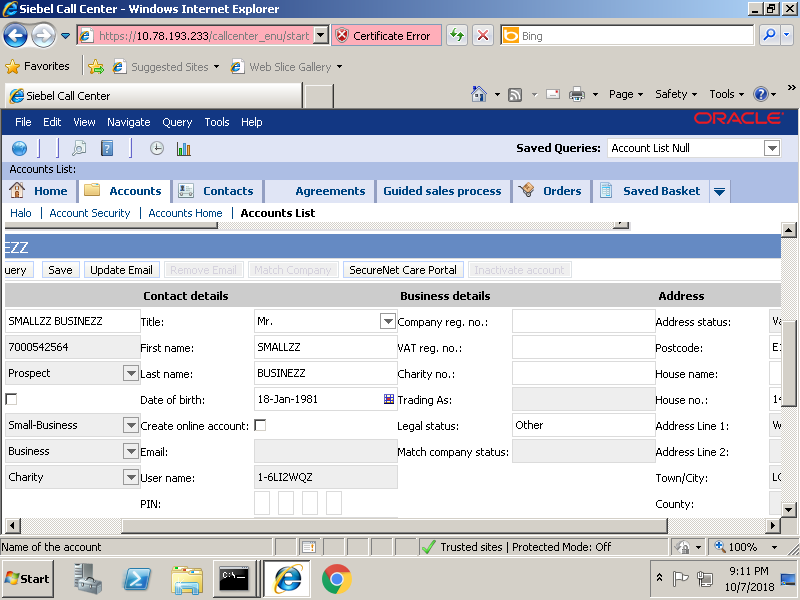 Siebel Call Center - Windows Internet Explorer
https://10.78.193.233/callcenter_enu/start
Certificate Error
Bing
Favorites
Suggested Sites
Web Slice Gallery
Siebel Call Center
Page
Safety
Tools
File Edit View Navigate Query Tools Help
ORACLE
Saved Queries:
Account List Null
Accounts List:
Home
Accounts
Contacts
Agreements
Guided sales process
Orders
Saved Basket
Halo | Account Security | Accounts Home | Accounts List
EZZ
uery
Save
Update Email
Remove Email
Match Company
SecureNet Care Portal
Inactivate account
Contact details
Business details
Address
SMALLZZ BUSINEZZ
Title:
Mr.
Company reg. no.:
Address status:
Va
7000542564
First name:
SMALLZZ
VAT reg. no.:
Postcode:
E1
Prospect
Last name:
BUSINEZZ
Charity no.:
House name:
Date of birth:
18-Jan-1981
Trading As:
House no.:
14
Small-Business
Create online account:
Legal status:
Other
Address Line 1:
W
Business
Email:
Match company status:
Address Line 2:
Charity
User name:
1-6LI2WQZ
Town/City:
LO
PIN:
County:
Name of the account
Trusted sites | Protected Mode: Off
100%
Start
C:\.
9:11 PM
10/7/2018